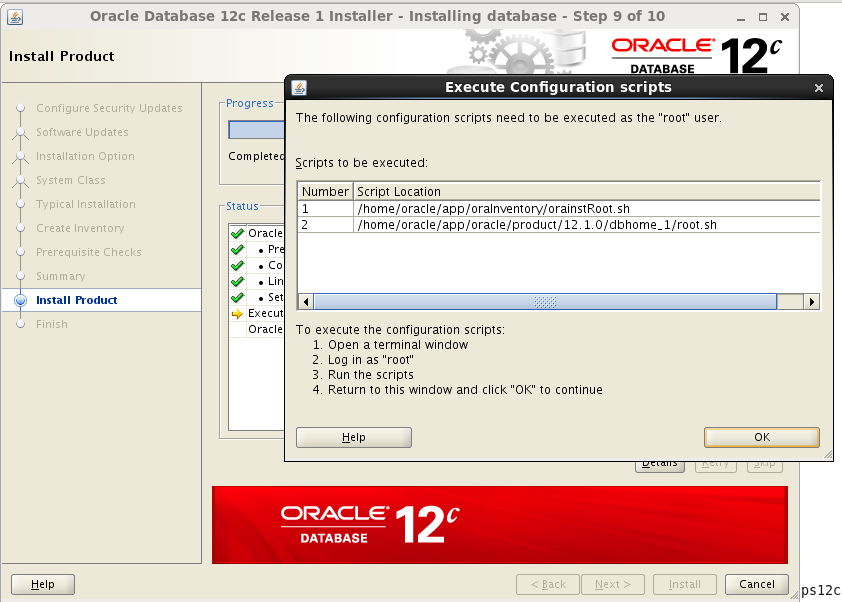 Oracle Database 12c Release 1 Installer - Installing database - Step 9 of 10
Install Product
ORACLE
DATABASE
12c
Configure Security Updates
Software Updates
Installation Option
System Class
Typical Installation
Create Inventory
Prerequisite Checks
Summary
Install Product
Finish
Progress
Completed
Status
Oracle
• Pre
• Co
• Lin
• Set
Execut
Oracle
Execute Configuration scripts
The following configuration scripts need to be executed as the "root" user.
Scripts to be executed:
Number Script Location
1 /home/oracle/app/oraInventory/orainstRoot.sh
2 /home/oracle/app/oracle/product/12.1.0/dbhome_1/root.sh
To execute the configuration scripts:
1. Open a terminal window
2. Log in as "root"
3. Run the scripts
4. Return to this window and click "OK" to continue
Help
OK
Details Retry Skip
ORACLE
DATABASE
12c
Help
< Back Next > Install Cancel
ps12c